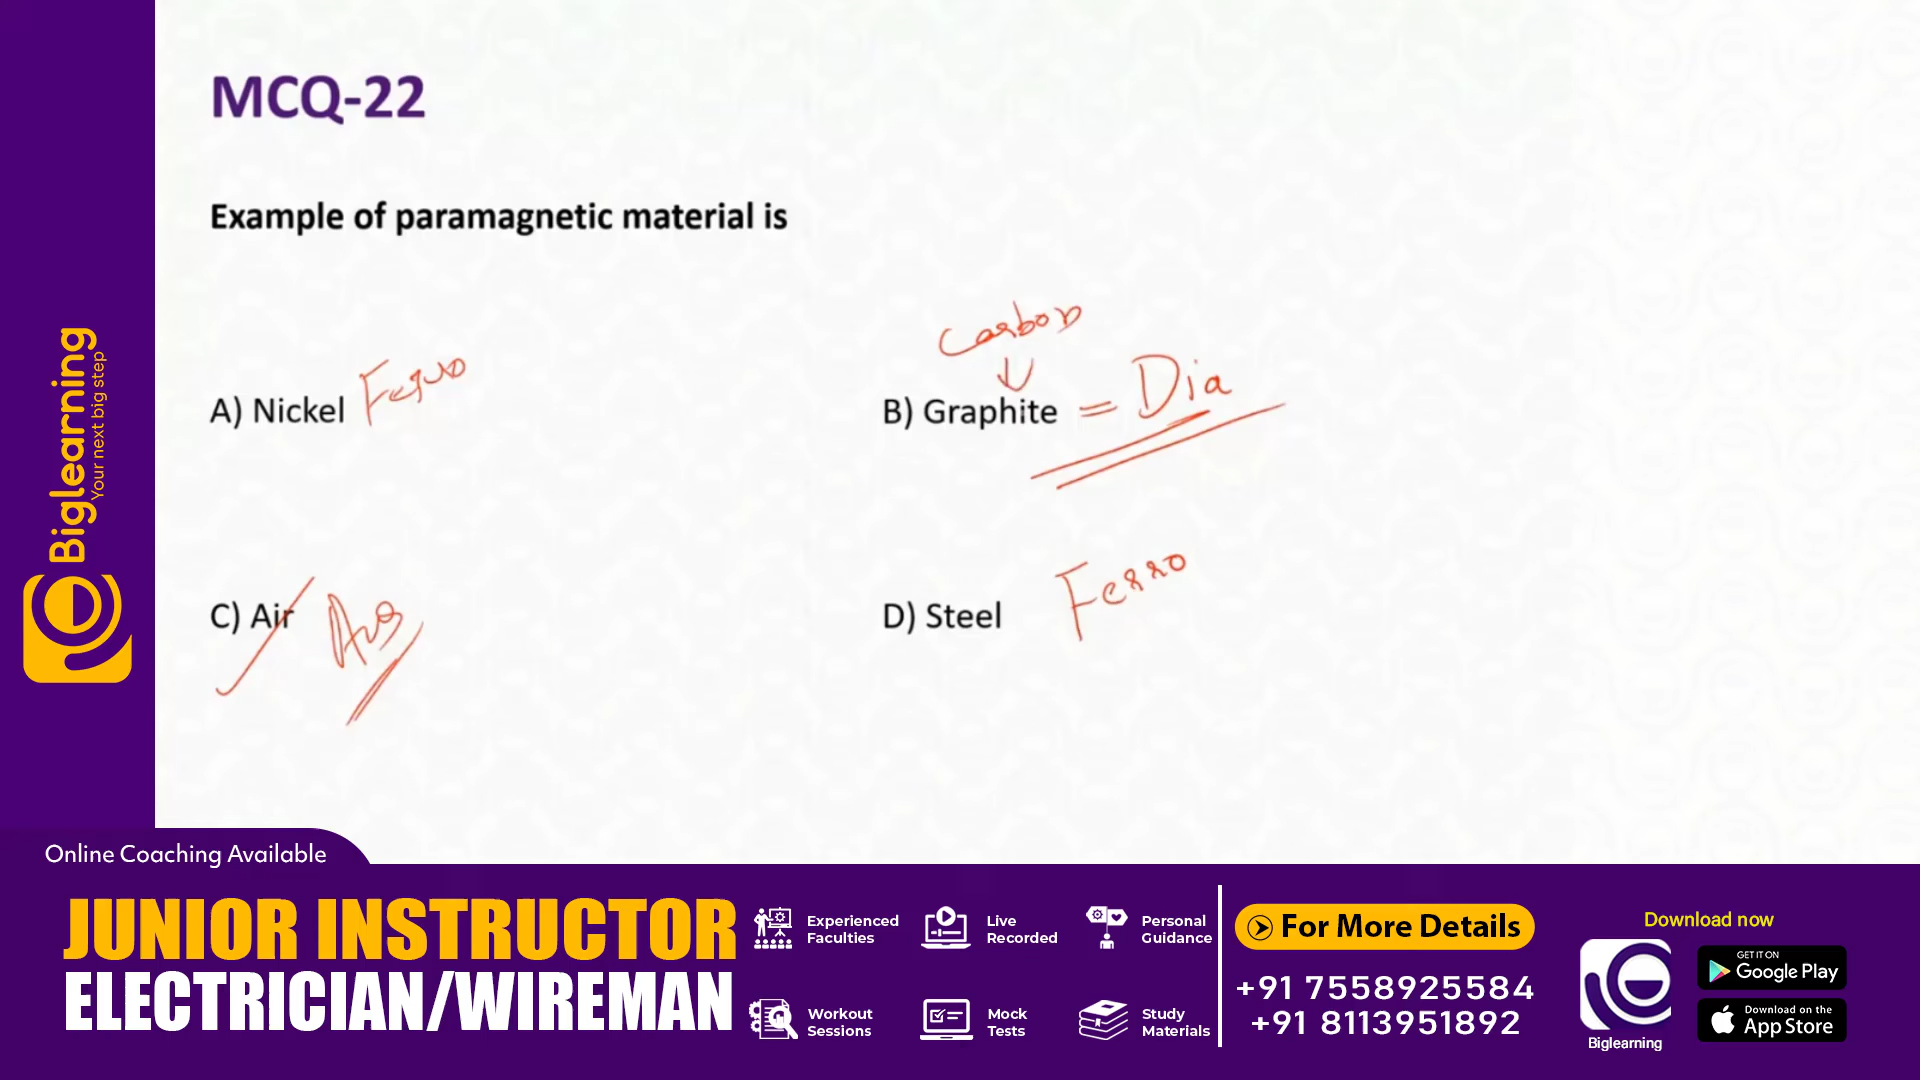 MCQ-22
Example of paramagnetic material is
A) Nickel Ferro
Carbon
B) Graphite = Dia
C) Air Ans
D) Steel Ferro
Biglearning
Your next big step
Online Coaching Available
JUNIOR INSTRUCTOR
ELECTRICIAN/WIREMAN
Experienced
Faculties
Live
Recorded
Personal
Guidance
Workout
Sessions
Mock
Tests
Study
Materials
For More Details
+91 7558925584
+91 8113951892
Download now
Biglearning
GET IT ON
Google Play
Download on the
App Store